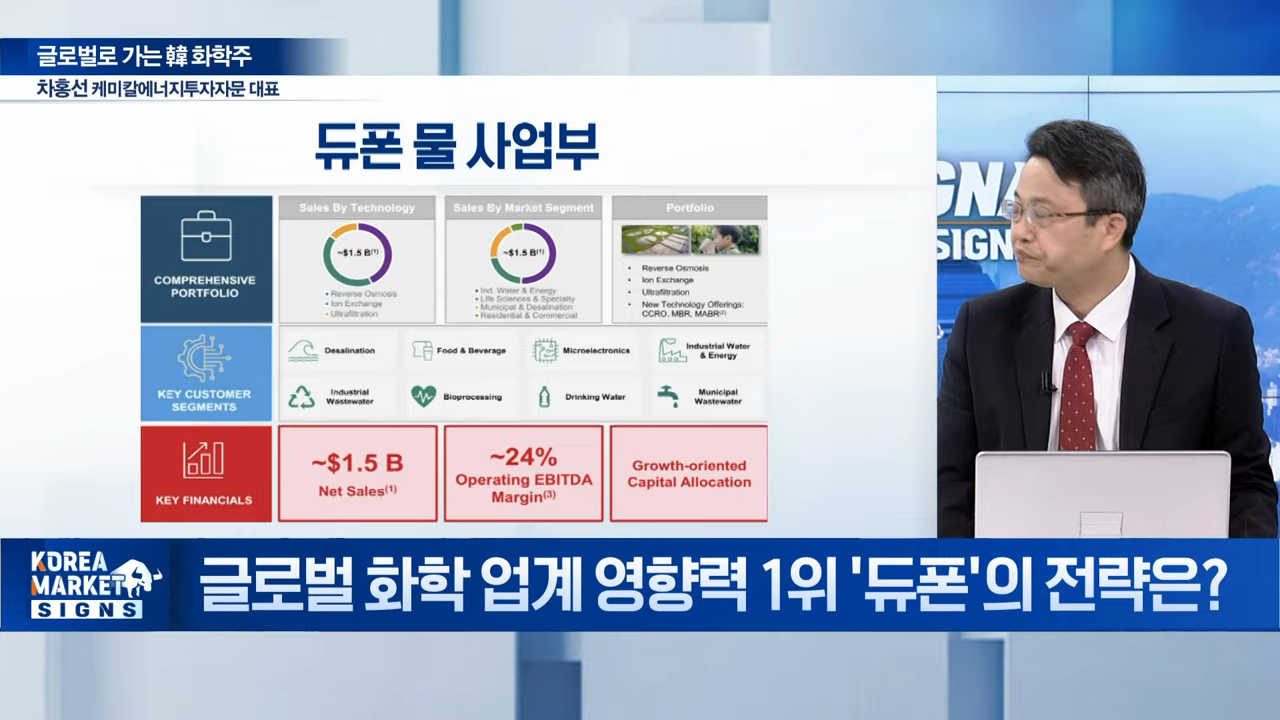 글로벌로 가는 韓 화학주
차홍선 케미칼에너지투자자문 대표
듀폰 물 사업부
COMPREHENSIVE
PORTFOLIO
Sales By Technology
~$1.5 B(1)
Reverse Osmosis
Ion Exchange
Ultrafiltration
Sales By Market Segment
~$1.5 B(1)
Ind. Water & Energy
Life Sciences & Specialty
Municipal & Desalination
Residential & Commercial
Portfolio
• Reverse Osmosis
• Ion Exchange
• Ultrafiltration
• New Technology Offerings:
CCRO, MBR, MABR(2)
KEY CUSTOMER
SEGMENTS
Desalination
Food & Beverage
Microelectronics
Industrial Water
& Energy
Industrial
Wastewater
Bioprocessing
Drinking Water
Municipal
Wastewater
KEY FINANCIALS
~$1.5 B
Net Sales(1)
~24%
Operating EBITDA
Margin(3)
Growth-oriented
Capital Allocation
SIGN
KOREA
MARKET
SIGNS
글로벌 화학 업계 영향력 1위 '듀폰'의 전략은?